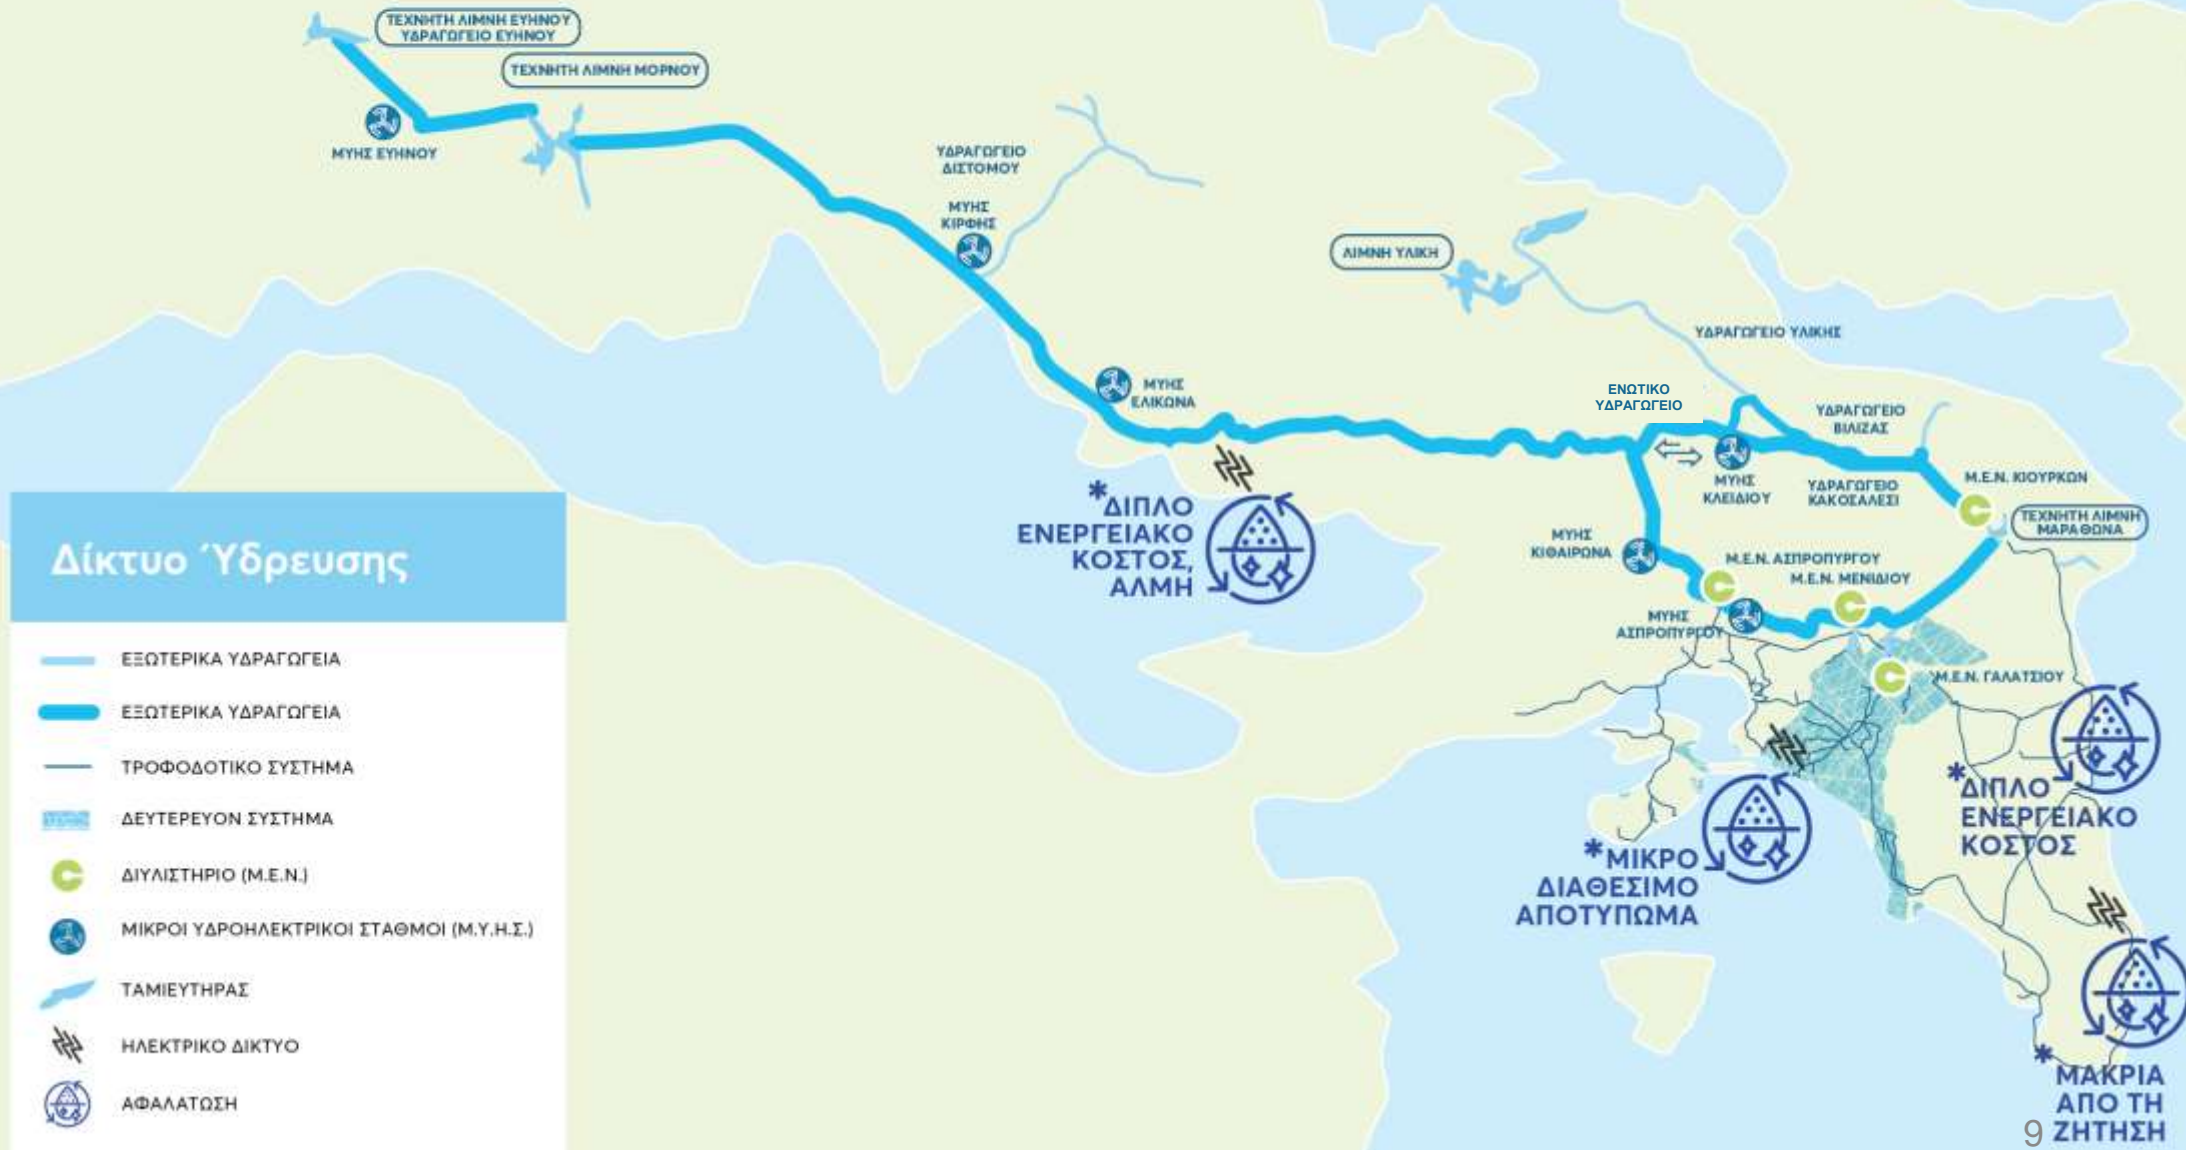 ΤΕΧΝΗΤΗ ΛΙΜΝΗ ΕΥΗΝΟΥ
ΥΔΡΑΓΩΓΕΙΟ ΕΥΗΝΟΥ
ΤΕΧΝΗΤΗ ΛΙΜΝΗ ΜΟΡΝΟΥ
ΜΥΗΣ ΕΥΗΝΟΥ
ΥΔΡΑΓΩΓΕΙΟ
ΔΙΣΤΟΜΟΥ
ΜΥΗΣ
ΚΙΡΦΗΣ
ΛΙΜΝΗ ΥΛΙΚΗ
ΥΔΡΑΓΩΓΕΙΟ ΥΛΙΚΗΣ
ΜΥΗΣ
ΕΛΙΚΩΝΑ
ΕΝΩΤΙΚΟ
ΥΔΡΑΓΩΓΕΙΟ
ΥΔΡΑΓΩΓΕΙΟ
ΒΙΛΙΖΑΣ
ΜΥΗΣ
ΚΛΕΙΔΙΟΥ
ΥΔΡΑΓΩΓΕΙΟ
ΚΑΚΟΣΑΛΕΣΙ
Μ.Ε.Ν. ΚΙΟΥΡΚΩΝ
ΤΕΧΝΗΤΗ ΛΙΜΝΗ
ΜΑΡΑΘΩΝΑ
*ΔΙΠΛΟ
ΕΝΕΡΓΕΙΑΚΟ
ΚΟΣΤΟΣ,
ΑΛΜΗ
ΜΥΗΣ
ΚΙΘΑΙΡΩΝΑ
Μ.Ε.Ν. ΑΣΠΡΟΠΥΡΓΟΥ
Μ.Ε.Ν. ΜΕΝΙΔΙΟΥ
ΜΥΗΣ
ΑΣΠΡΟΠΥΡΓΟΥ
Μ.Ε.Ν. ΓΑΛΑΤΣΙΟΥ
*ΔΙΠΛΟ
ΕΝΕΡΓΕΙΑΚΟ
ΚΟΣΤΟΣ
*ΜΙΚΡΟ
ΔΙΑΘΕΣΙΜΟ
ΑΠΟΤΥΠΩΜΑ
*
ΜΑΚΡΙΑ
ΑΠΟ ΤΗ
ΖΗΤΗΣΗ
9
Δίκτυο Ύδρευσης
ΕΞΩΤΕΡΙΚΑ ΥΔΡΑΓΩΓΕΙΑ
ΕΞΩΤΕΡΙΚΑ ΥΔΡΑΓΩΓΕΙΑ
ΤΡΟΦΟΔΟΤΙΚΟ ΣΥΣΤΗΜΑ
ΔΕΥΤΕΡΕΥΟΝ ΣΥΣΤΗΜΑ
ΔΙΥΛΙΣΤΗΡΙΟ (Μ.Ε.Ν.)
ΜΙΚΡΟΙ ΥΔΡΟΗΛΕΚΤΡΙΚΟΙ ΣΤΑΘΜΟΙ (Μ.Υ.Η.Σ.)
ΤΑΜΙΕΥΤΗΡΑΣ
ΗΛΕΚΤΡΙΚΟ ΔΙΚΤΥΟ
ΑΦΑΛΑΤΩΣΗ